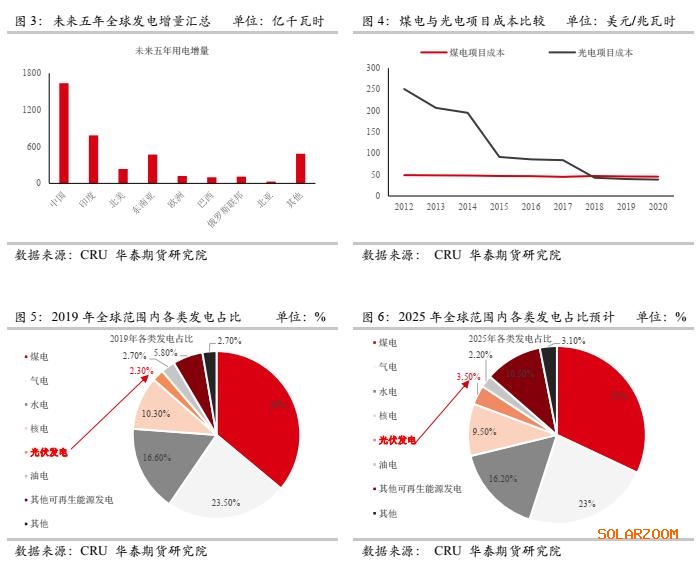 图 3：未来五年全球发电增量汇总 单位：亿千瓦时
未来五年用电增量
1800
1200
600
0
中国
印度
北美
东南亚
欧洲
巴西
俄罗斯联邦
北亚
其他
数据来源：CRU 华泰期货研究院
图 4：煤电与光电项目成本比较 单位：美元/兆瓦时
煤电项目成本 光电项目成本
300
250
200
150
100
50
0
2012 2013 2014 2015 2016 2017 2018 2019 2020
数据来源：CRU 华泰期货研究院
图 5：2019 年全球范围内各类发电占比 单位：%
2019年各类发电占比
煤电
气电
水电
核电
光伏发电
油电
其他可再生能源发电
其他
2.70%
5.80%
2.70%
2.30%
10.30%
16.60%
23.50%
数据来源：CRU 华泰期货研究院
图 6：2025 年全球范围内各类发电占比预计 单位：%
2025年各类发电占比
煤电
气电
水电
核电
光伏发电
油电
其他可再生能源发电
其他
3.10%
10.50%
2.20%
3.50%
9.50%
16.20%
23%
SOLARZOOM
数据来源：CRU 华泰期货研究院